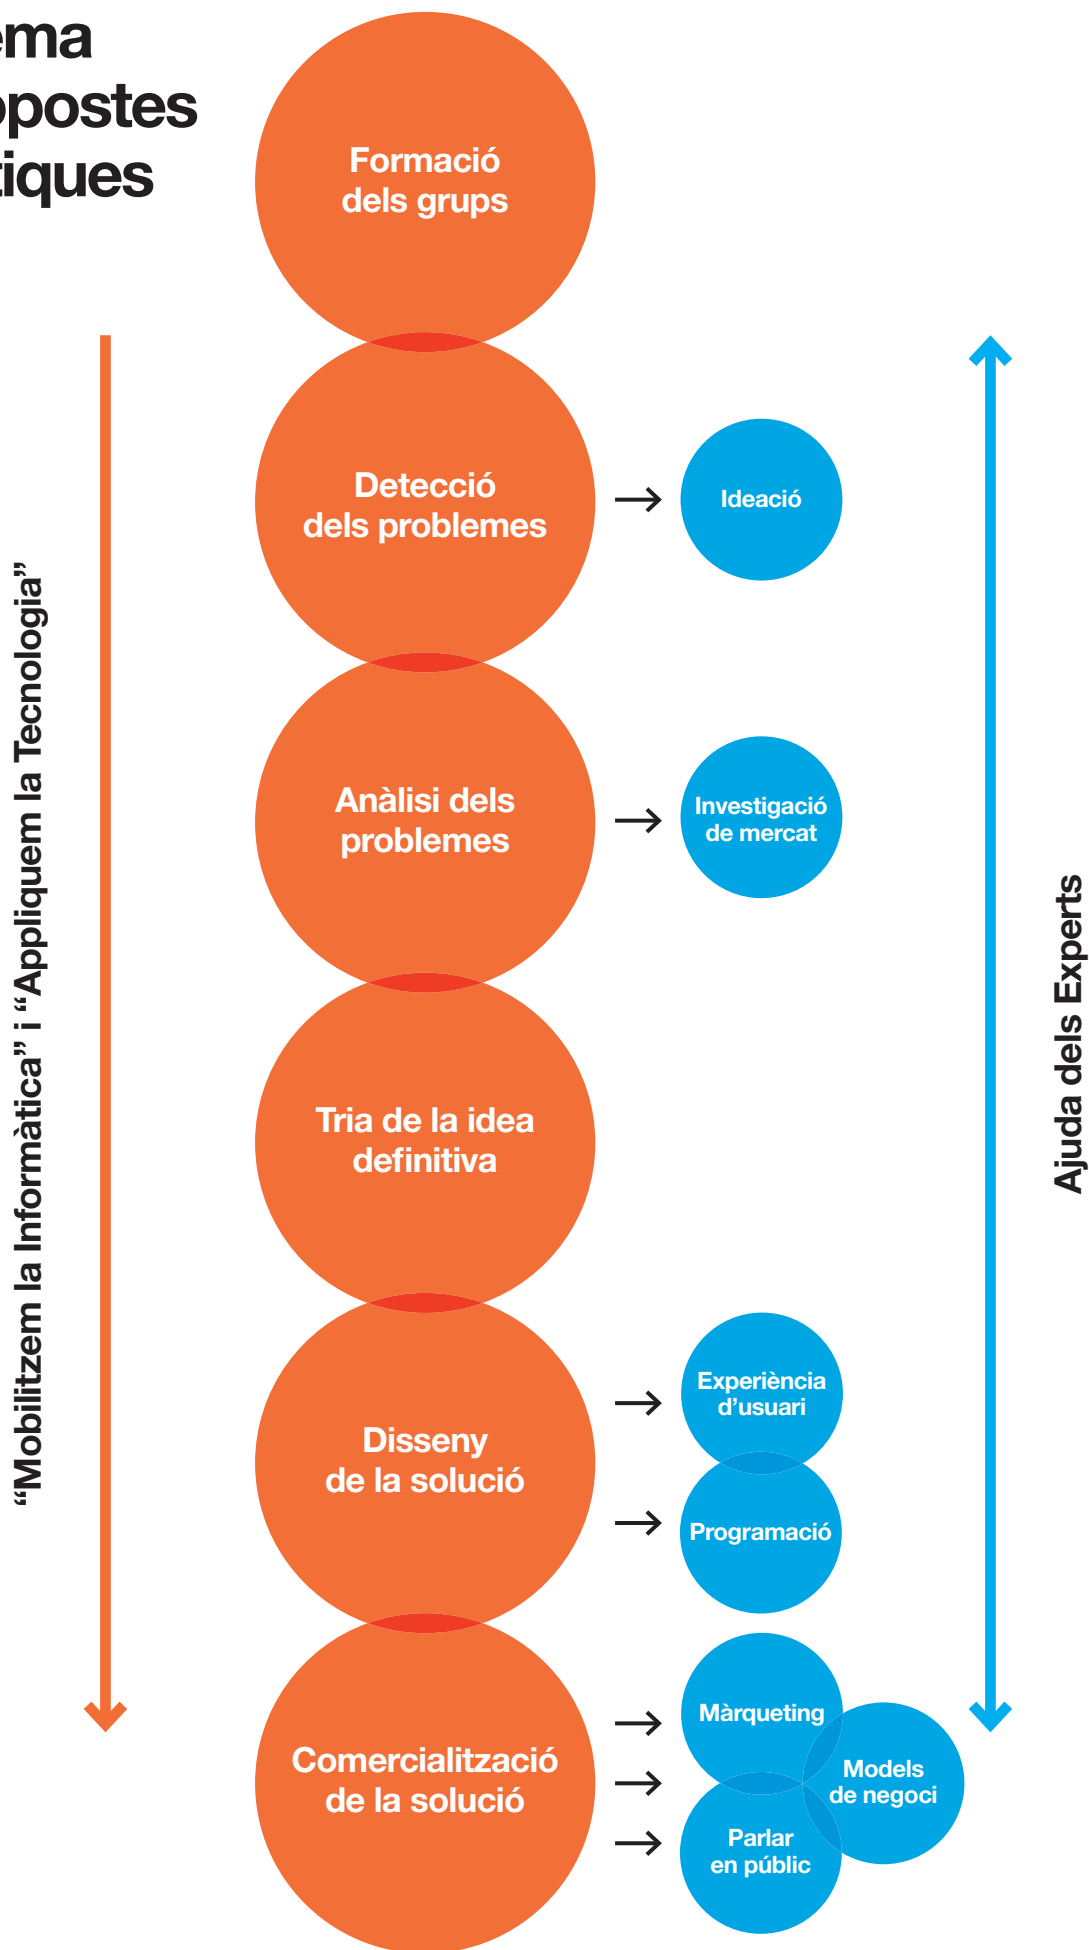 ema
opostes
tiques
Formació
dels grups
Detecció
dels problemes
Ideació
Anàlisi dels
problemes
Investigació
de mercat
Tria de la idea
definitiva
Disseny
de la solució
Experiència
d’usuari
Programació
Comercialització
de la solució
Màrqueting
Models
de negoci
Parlar
en públic
“Mobilitzem la Informàtica” i “Appliquem la Tecnologia”
Ajuda dels Experts